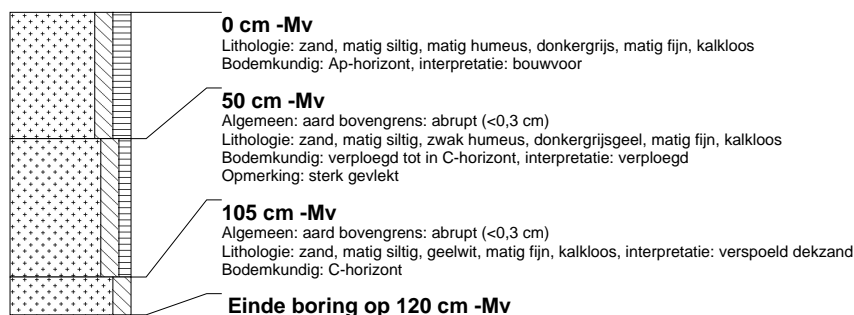 0 cm -Mv
Lithologie: zand, matig siltig, matig humeus, donkergrijs, matig fijn, kalkloos
Bodemkundig: Ap-horizont, interpretatie: bouwvoor
50 cm -Mv
Algemeen: aard bovengrens: abrupt (<0,3 cm)
Lithologie: zand, matig siltig, zwak humeus, donkergrijsgeel, matig fijn, kalkloos
Bodemkundig: verploegd tot in C-horizont, interpretatie: verploegd
Opmerking: sterk gevlekt
105 cm -Mv
Algemeen: aard bovengrens: abrupt (<0,3 cm)
Lithologie: zand, matig siltig, geelwit, matig fijn, kalkloos, interpretatie: verspoeld dekzand
Bodemkundig: C-horizont
Einde boring op 120 cm -Mv